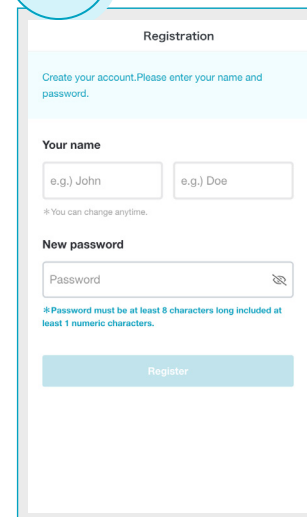 Registration
Create your account.Please enter your name and
password.
Your name
e.g.) John e.g.) Doe
＊You can change anytime.
New password
Password
＊Password must be at least 8 characters long included at
least 1 numeric characters.
Register